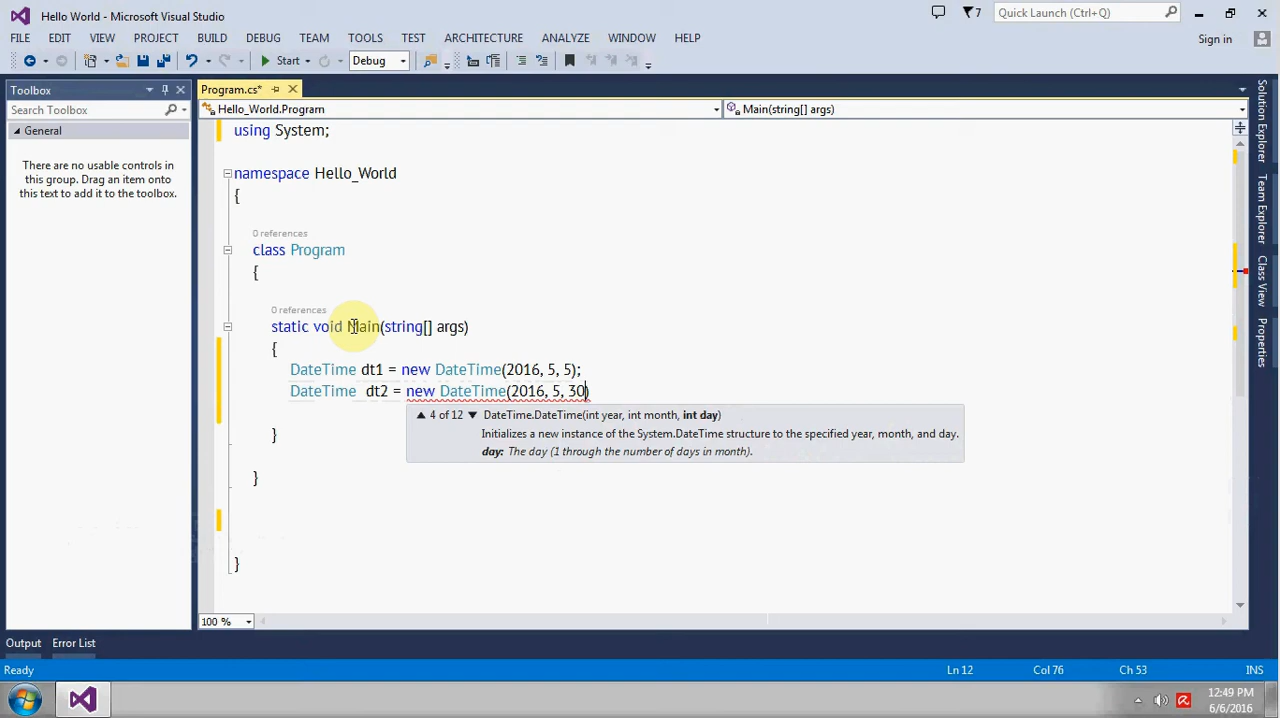 Hello World - Microsoft Visual Studio
7
Quick Launch (Ctrl+Q)
FILE EDIT VIEW PROJECT BUILD DEBUG TEAM TOOLS TEST ARCHITECTURE ANALYZE WINDOW HELP
Sign in
Start Debug
Toolbox
Search Toolbox
General
There are no usable controls in
this group. Drag an item onto
this text to add it to the toolbox.
Program.cs*
Hello_World.Program
Main(string[] args)
using System;
namespace Hello_World
{
0 references
class Program
{
0 references
static void Main(string[] args)
{
DateTime dt1 = new DateTime(2016, 5, 5);
DateTime  dt2 = new DateTime(2016, 5, 30)
4 of 12 DateTime.DateTime(int year, int month, int day)
Initializes a new instance of the System.DateTime structure to the specified year, month, and day.
day: The day (1 through the number of days in month).
}
}
}
100 %
Solution Explorer
Team Explorer
Class View
Properties
Output Error List
Ready
Ln 12
Col 76
Ch 53
INS
12:49 PM
6/6/2016